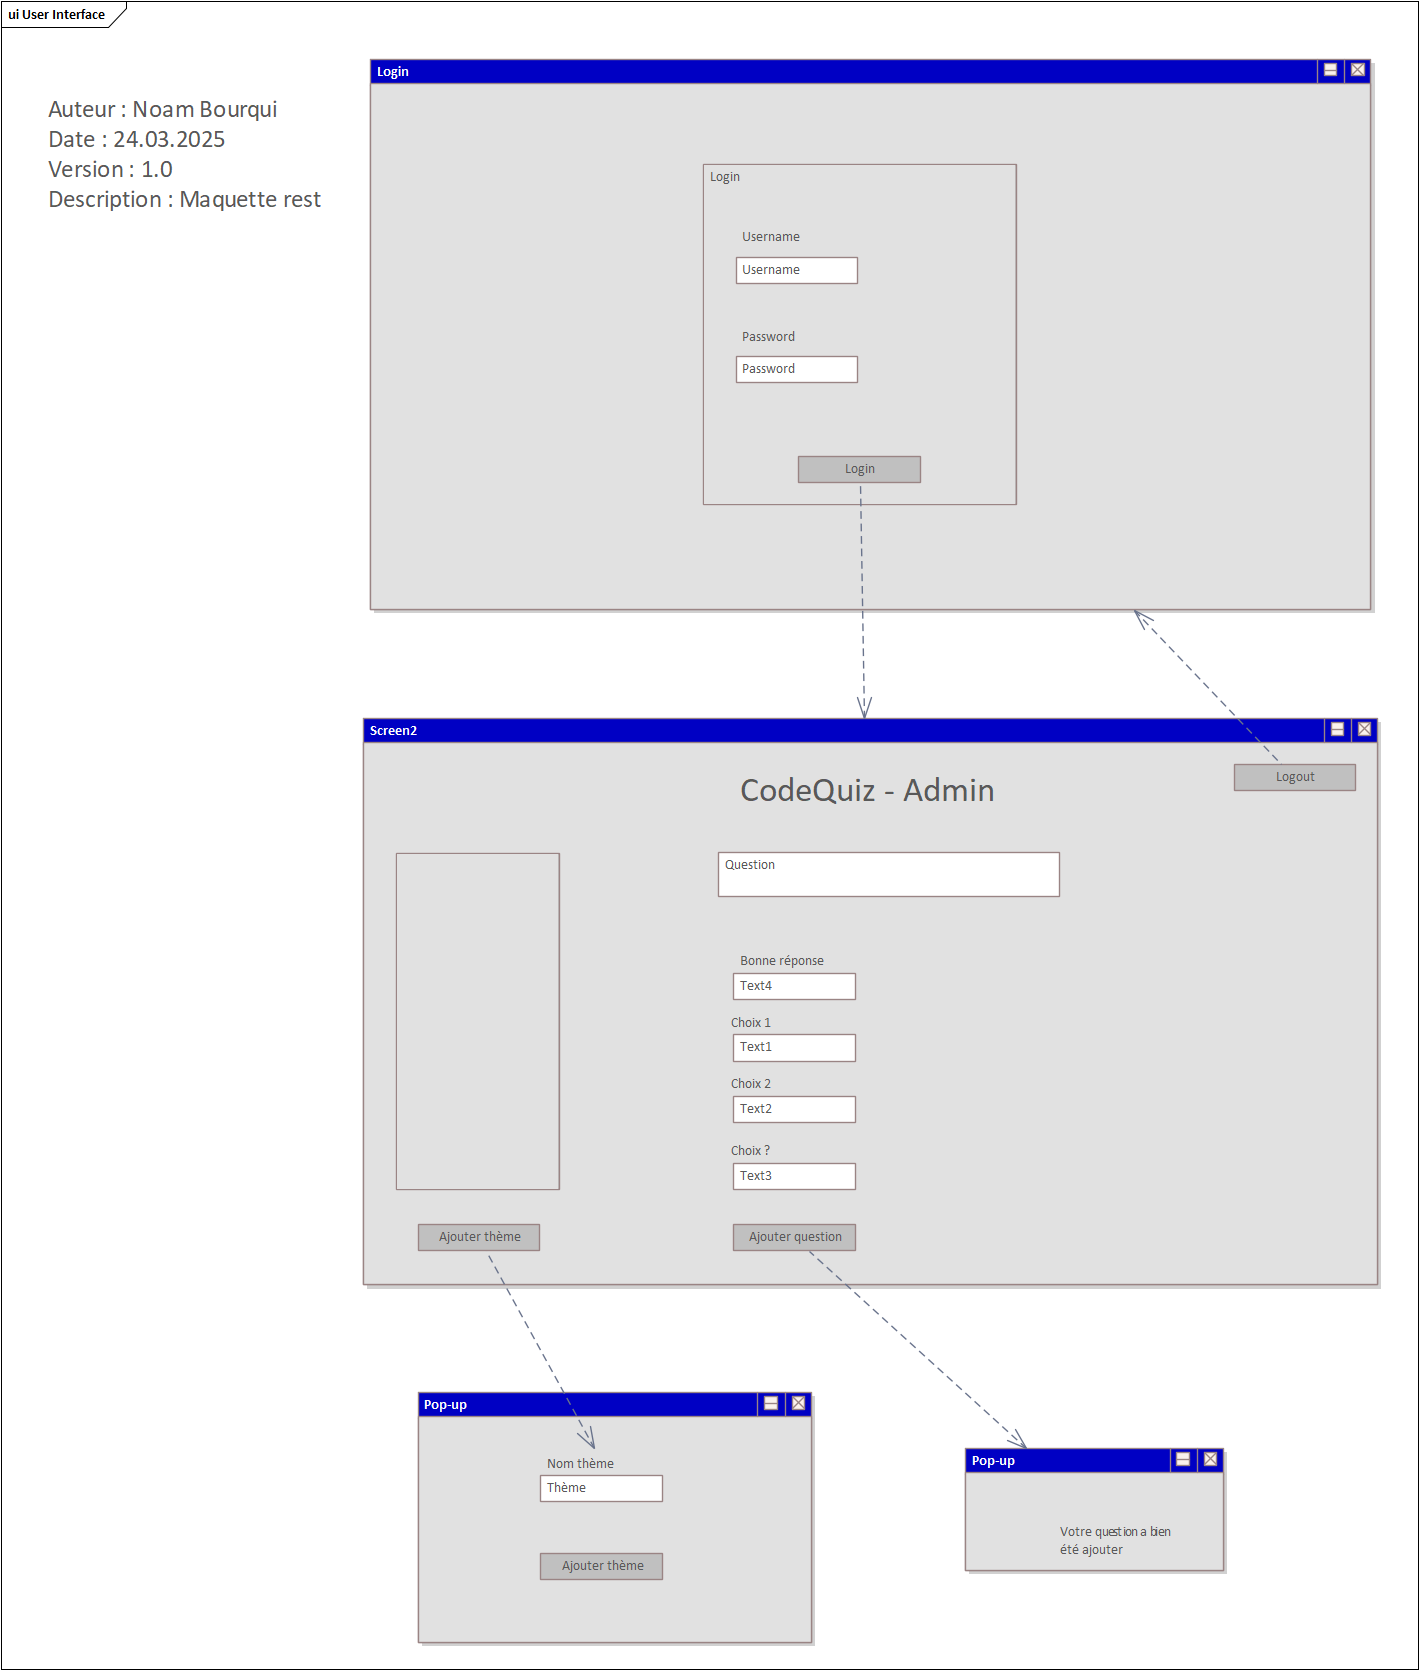 ui User Interface
Auteur : Noam Bourqui
Date : 24.03.2025
Version : 1.0
Description : Maquette rest
Login
Login
Username
Username
Password
Password
Login
Screen2
CodeQuiz - Admin
Logout
Question
Bonne réponse
Text4
Choix 1
Text1
Choix 2
Text2
Choix ?
Text3
Ajouter thème
Ajouter question
Pop-up
Nom thème
Thème
Ajouter thème
Pop-up
Votre question a bien
été ajouter